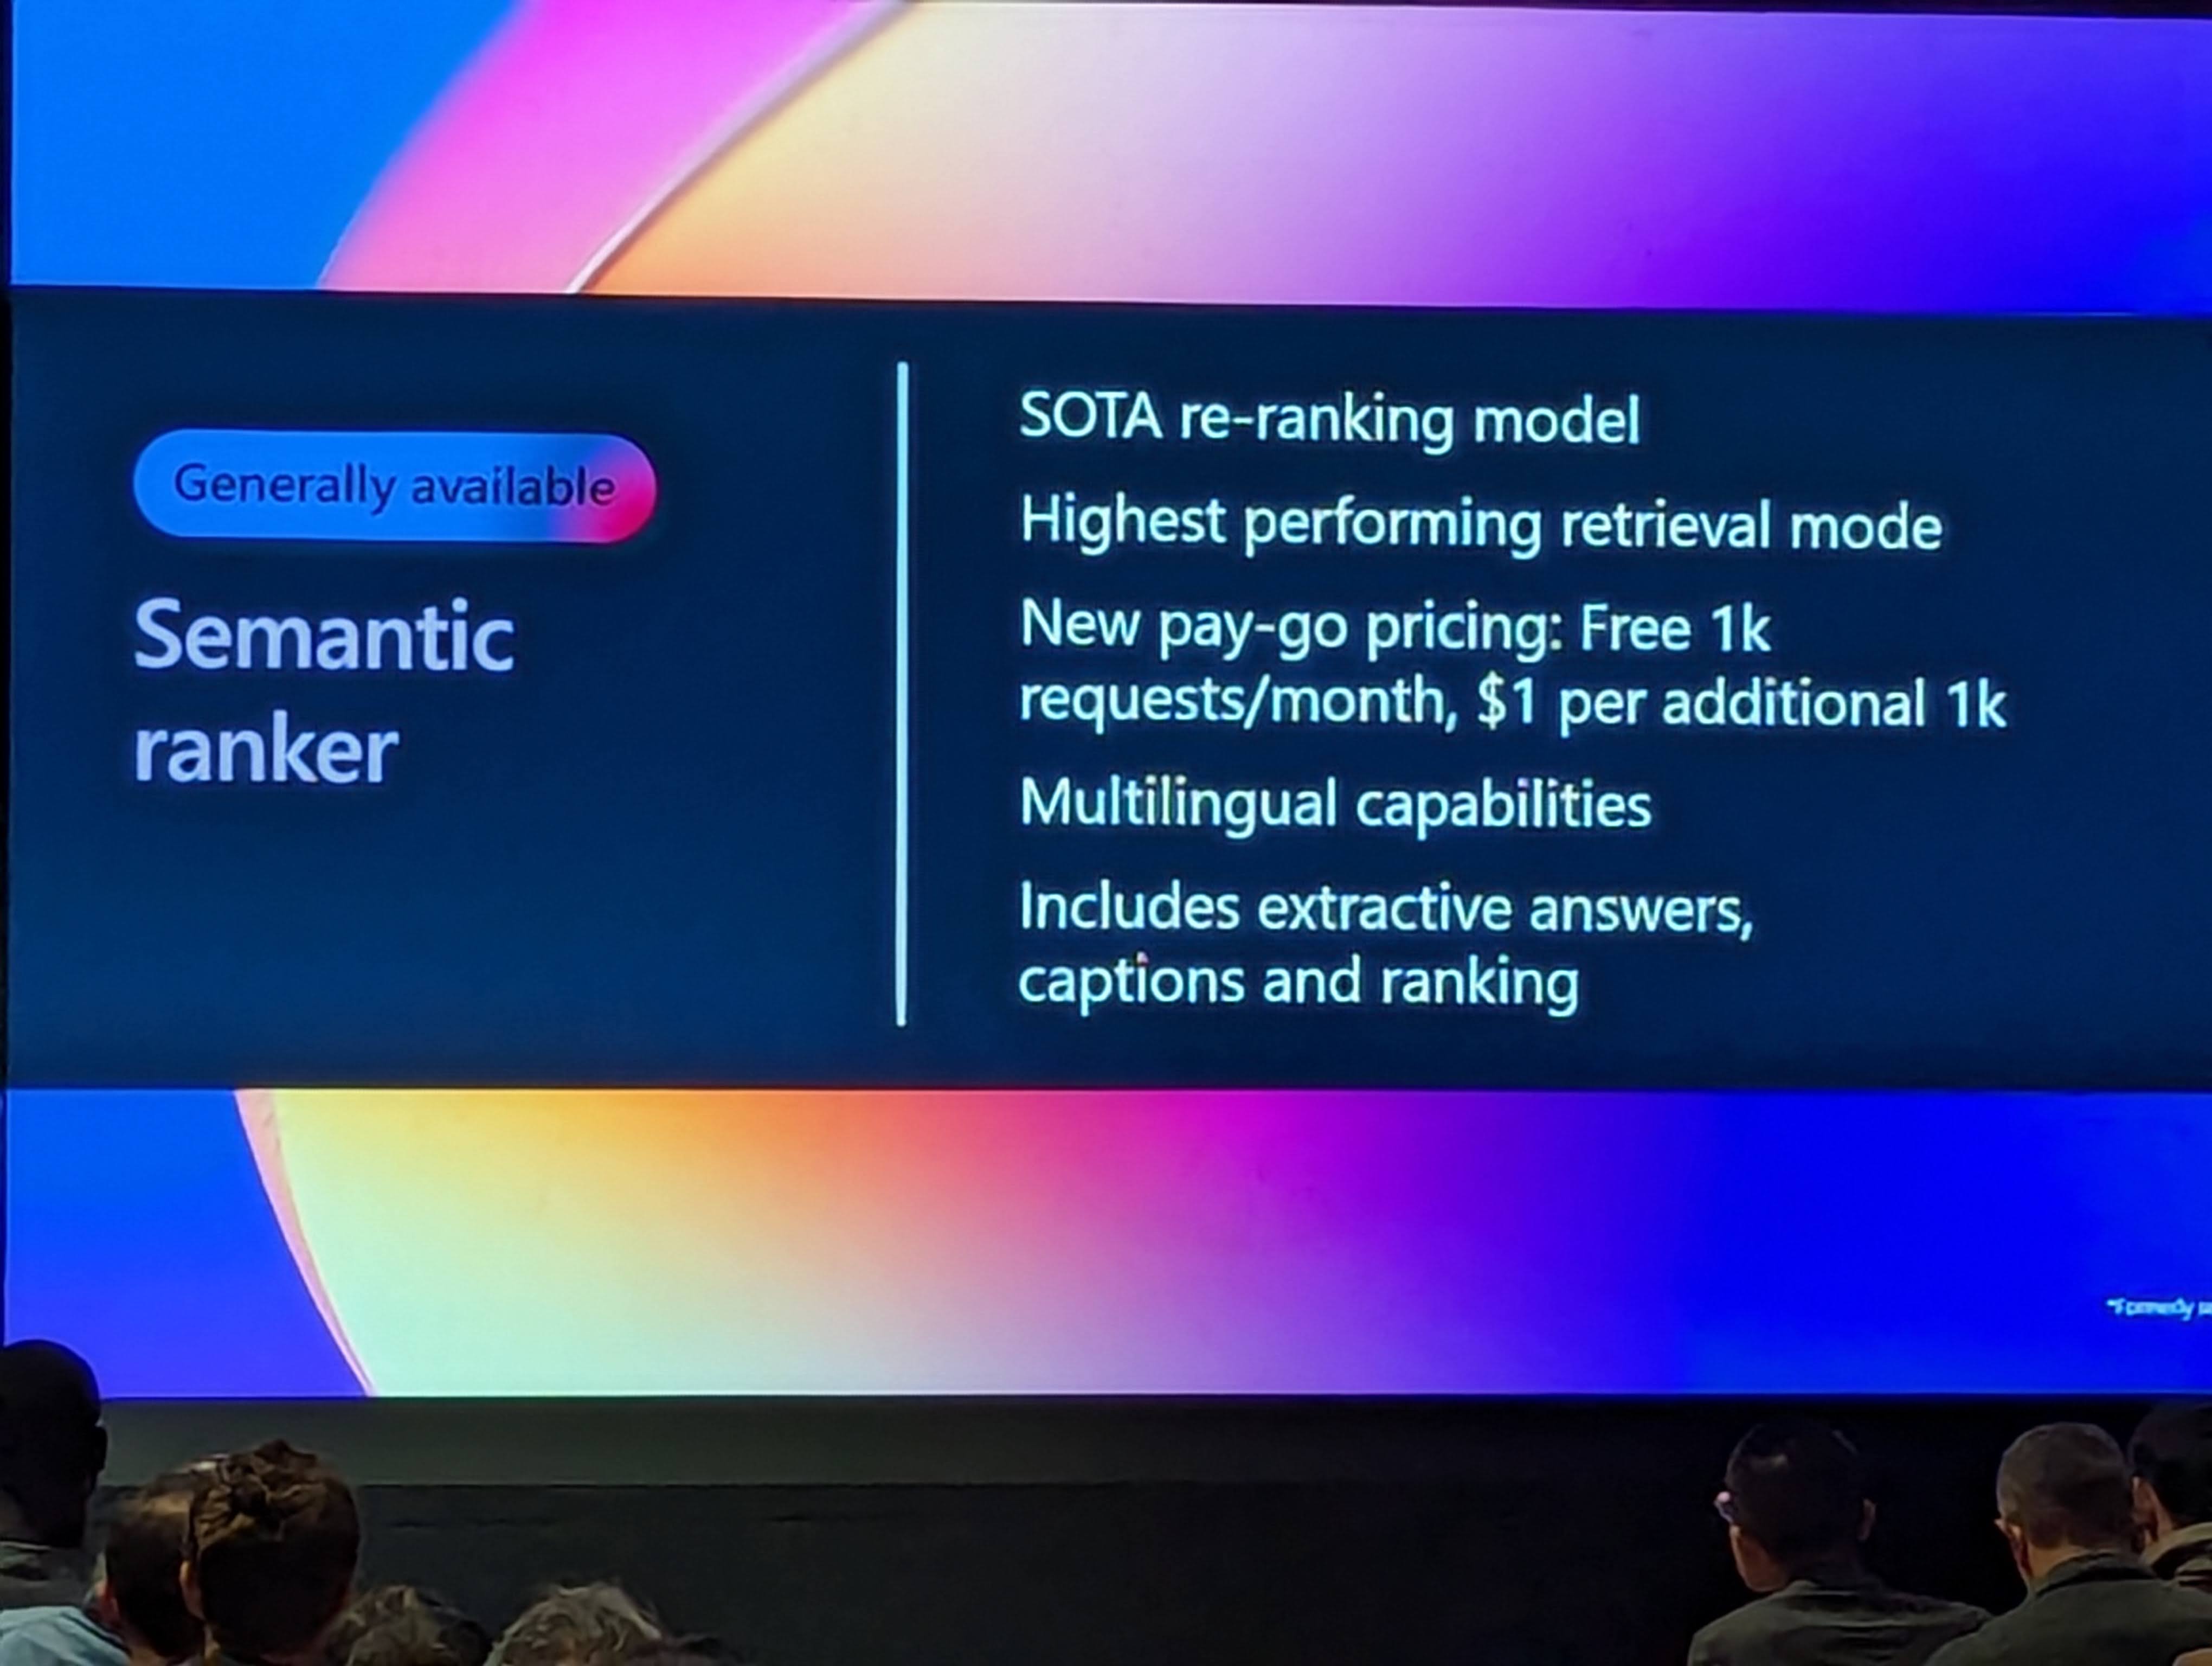 Generally available
Semantic
ranker
SOTA re-ranking model
Highest performing retrieval mode
New pay-go pricing: Free 1k
requests/month, $1 per additional 1k
Multilingual capabilities
Includes extractive answers,
captions and ranking
*Formerly